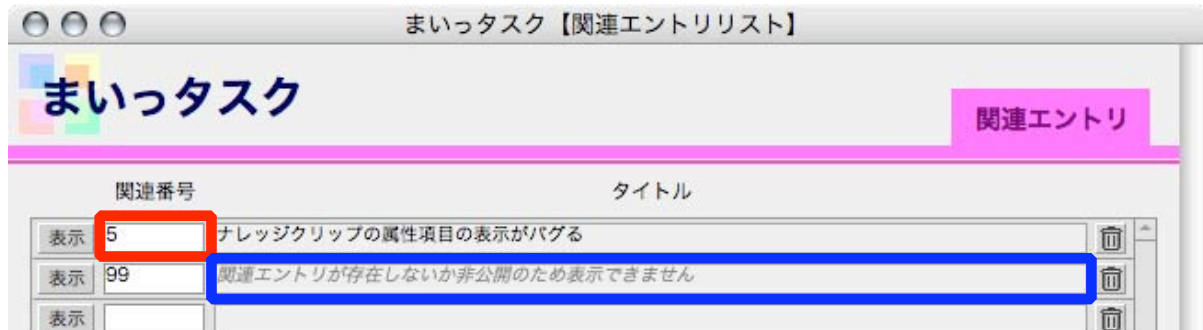 まいっタスク【関連エントリリスト】
まいっタスク
関連エントリ
関連番号 タイトル
表示 5 ナレッジクリップの属性項目の表示がバグる
表示 99 関連エントリが存在しないか非公開のため表示できません
表示